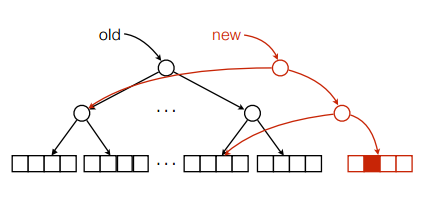 old new
. . .
. . .